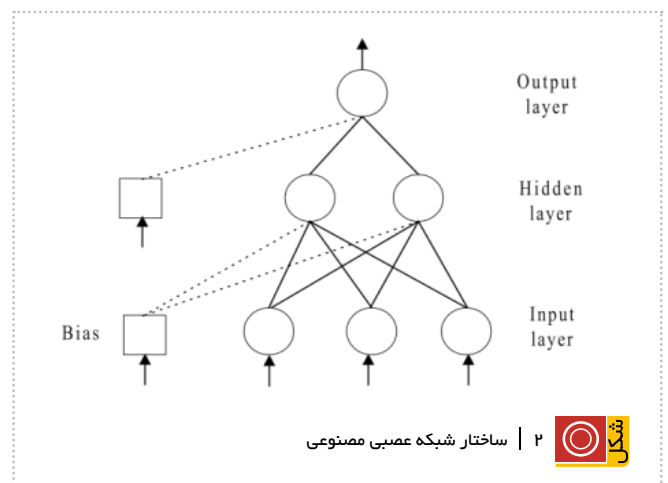 Output
layer
Hidden
layer
Bias
Input
layer
شکل
۲ | ساختار شبکه عصبی مصنوعی